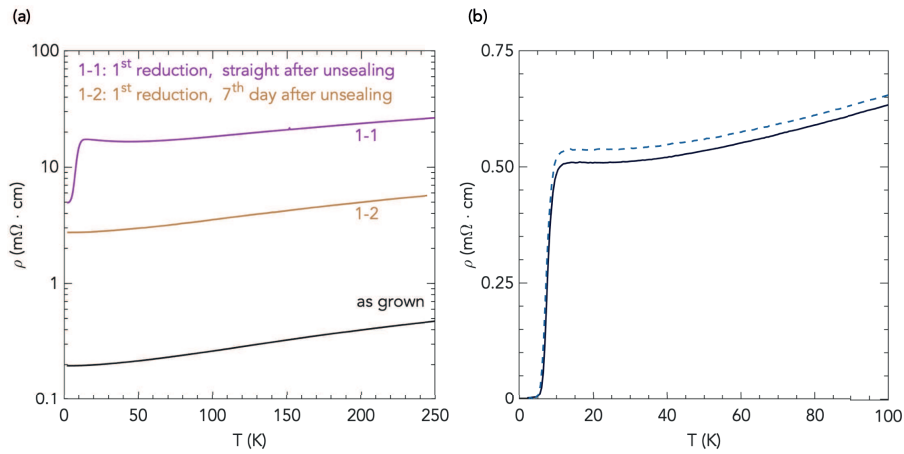 (a)
100
10
1
0.1
ρ (mΩ · cm)
1-1: 1st reduction, straight after unsealing
1-2: 1st reduction, 7th day after unsealing
1-1
1-2
as grown
0
50
100
150
200
250
T (K)
(b)
0.75
0.50
0.25
0
ρ (mΩ · cm)
0
20
40
60
80
100
T (K)